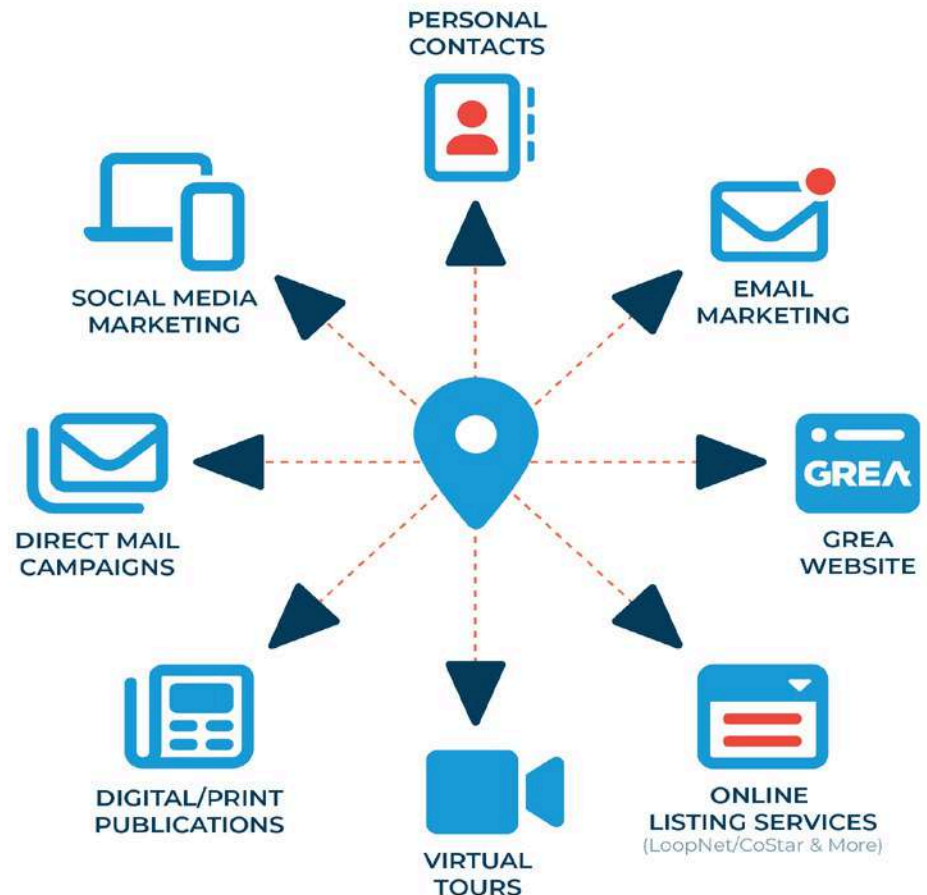 PERSONAL
CONTACTS
SOCIAL MEDIA
MARKETING
EMAIL
MARKETING
DIRECT MAIL
CAMPAIGNS
GREA
GREA
WEBSITE
DIGITAL/PRINT
PUBLICATIONS
VIRTUAL
TOURS
ONLINE
LISTING SERVICES
(LoopNet/CoStar & More)